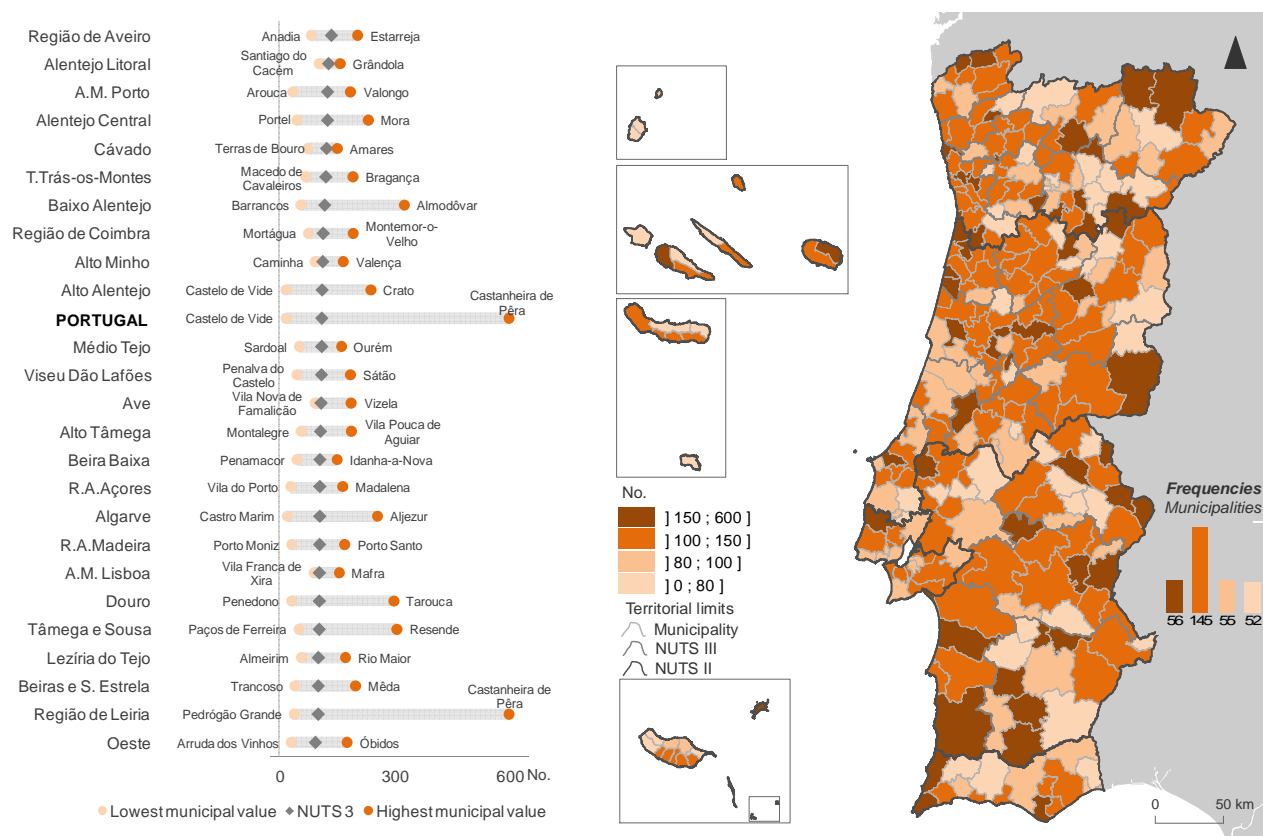 Região de Aveiro Anadia Estarreja
Alentejo Litoral Santiago do Cacém Grândola
A.M. Porto Arouca Valongo
Alentejo Central Portel Mora
Cávado Terras de Bouro Amares
T.Trás-os-Montes Macedo de Cavaleiros Bragança
Baixo Alentejo Barrancos Almodôvar
Região de Coimbra Mortágua Montemor-o-Velho
Alto Minho Caminha Valença
Alto Alentejo Castelo de Vide Crato
PORTUGAL Castelo de Vide Castanheira de Pêra
Médio Tejo Sardoal Ourém
Viseu Dão Lafões Penalva do Castelo Sátão
Ave Vila Nova de Famalicão Vizela
Alto Tâmega Montalegre Vila Pouca de Aguiar
Beira Baixa Penamacor Idanha-a-Nova
R.A.Açores Vila do Porto Madalena
Algarve Castro Marim Aljezur
R.A.Madeira Porto Moniz Porto Santo
A.M. Lisboa Vila Franca de Xira Mafra
Douro Penedono Tarouca
Tâmega e Sousa Paços de Ferreira Resende
Lezíria do Tejo Almeirim Rio Maior
Beiras e S. Estrela Trancoso Mêda
Região de Leiria Pedrógão Grande Castanheira de Pêra
Oeste Arruda dos Vinhos Óbidos
0 300 600 No.
Lowest municipal value NUTS 3 Highest municipal value
No.
] 150 ; 600 ]
] 100 ; 150 ]
] 80 ; 100 ]
] 0 ; 80 ]
Territorial limits
Municipality
NUTS III
NUTS II
Frequencies
Municipalities
56 145 55 52
0 50 km